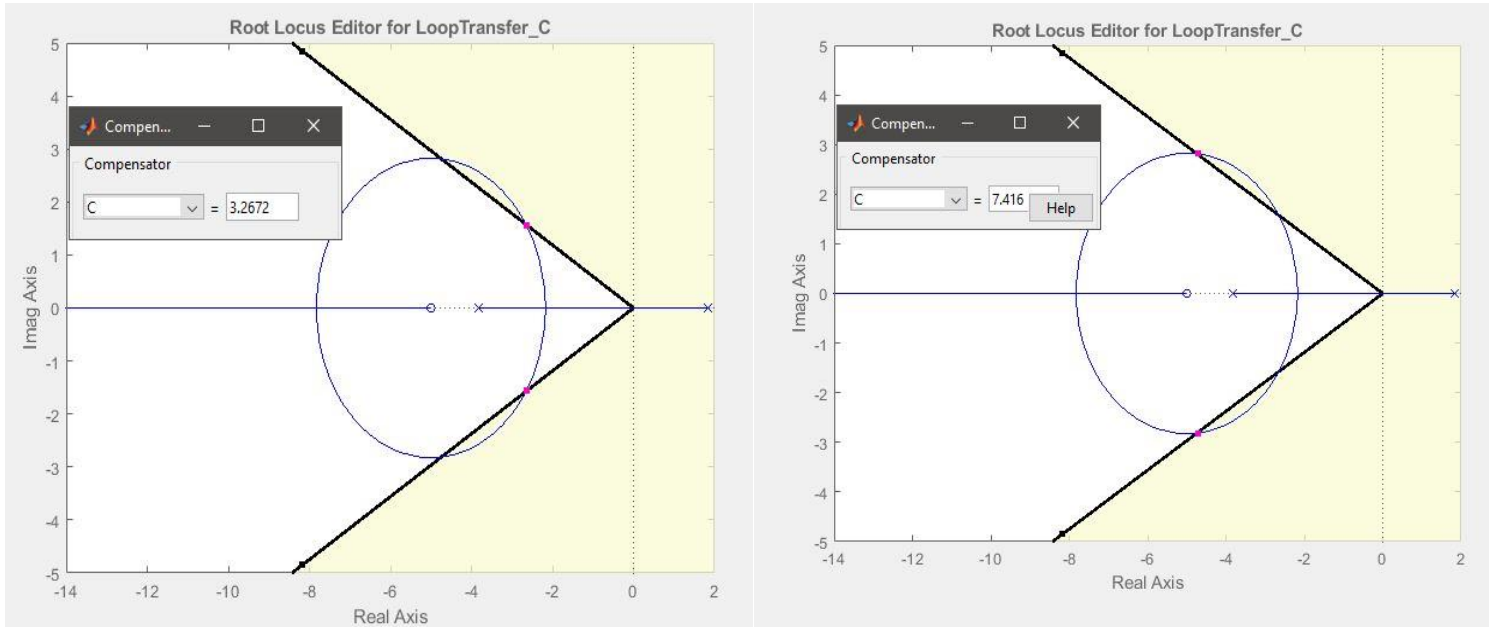 Root Locus Editor for LoopTransfer_C
5
4
3
2
1
0
-1
-2
-3
-4
-5
Imag Axis
Compen...
Compensator
C = 3.2672
-14 -12 -10 -8 -6 -4 -2 0 2
Real Axis
Root Locus Editor for LoopTransfer_C
5
4
3
2
1
0
-1
-2
-3
-4
-5
Imag Axis
Compen...
Compensator
C = 7.416 Help
-14 -12 -10 -8 -6 -4 -2 0 2
Real Axis